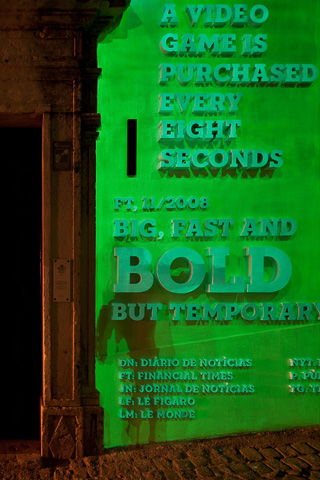 A VIDEO
GAME IS
PURCHASED
EVERY
EIGHT
SECONDS
FT, 11/2008
BIG, FAST AND
BOLD
BUT TEMPORARY
DN: DIÁRIO DE NOTÍCIAS
FT: FINANCIAL TIMES
JN: JORNAL DE NOTÍCIAS
LF: LE FIGARO
LM: LE MONDE